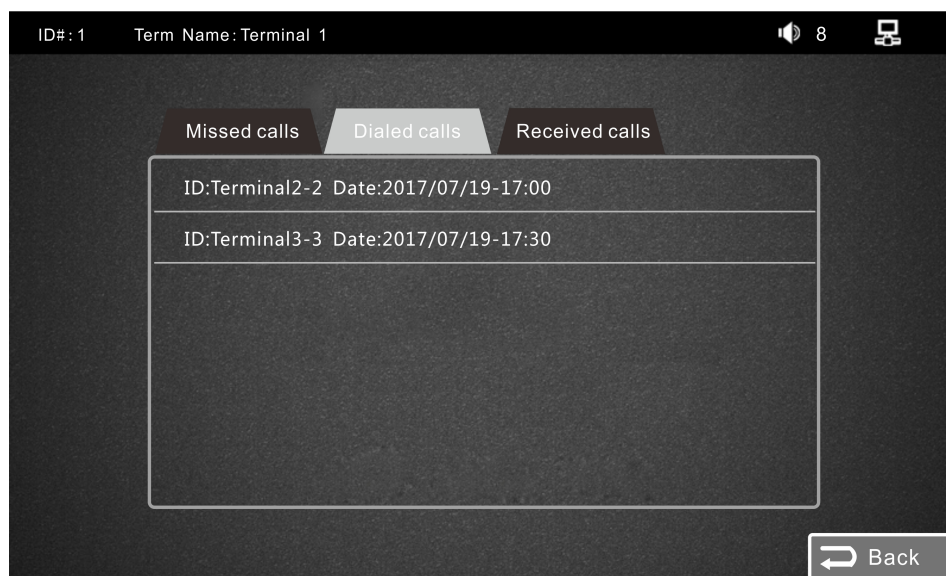 ID#:1 Term Name:Terminal 1 8
Missed calls Dialed calls Received calls
ID:Terminal2-2 Date:2017/07/19-17:00
ID:Terminal3-3 Date:2017/07/19-17:30
Back